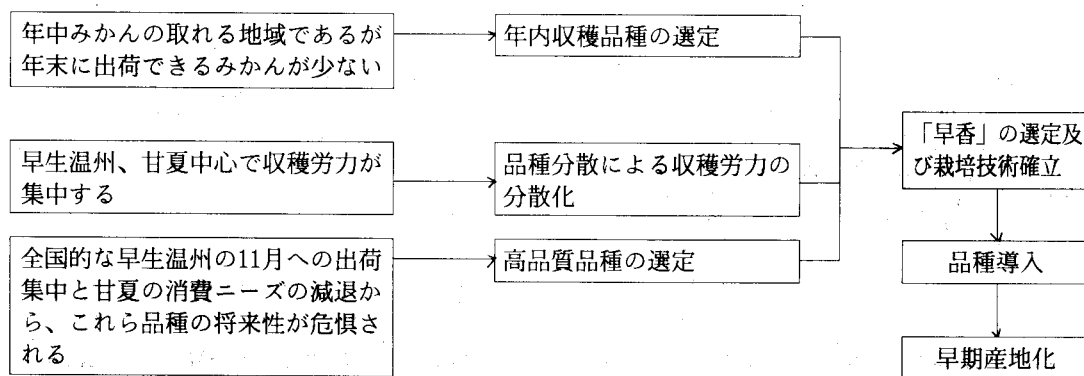 年中みかんの取れる地域であるが
年末に出荷できるみかんが少ない
年内収穫品種の選定
早生温州、甘夏中心で収穫労力が
集中する
品種分散による収穫労力の
分散化
全国的な早生温州の11月への出荷
集中と甘夏の消費ニーズの減退か
ら、これら品種の将来性が危惧さ
れる
高品質品種の選定
「早香」の選定及
び栽培技術確立
品種導入
早期産地化